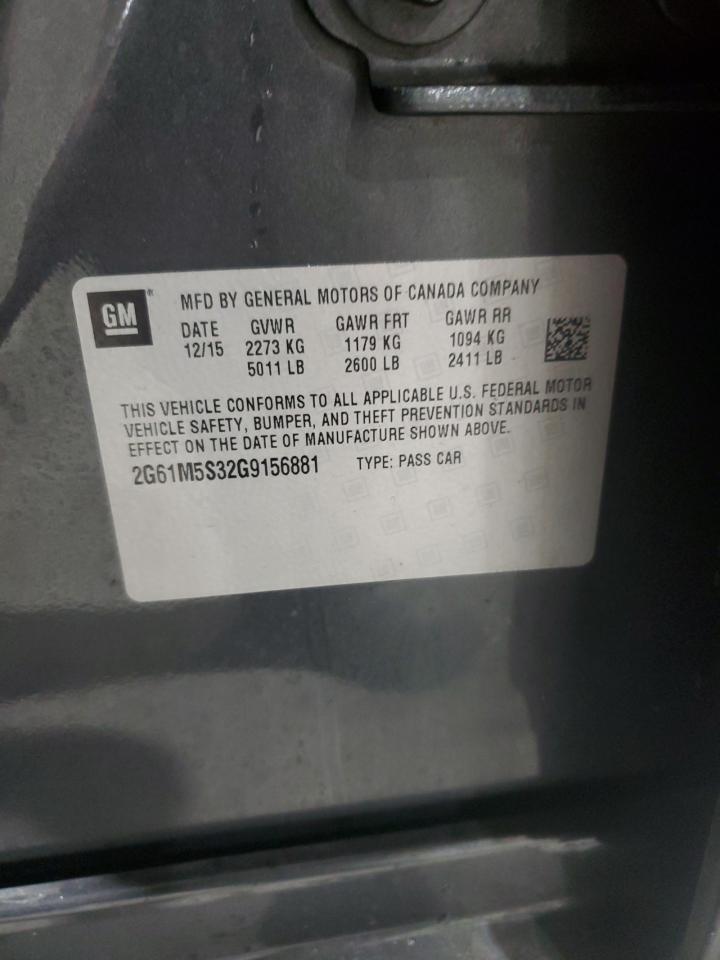 GM
MFD BY GENERAL MOTORS OF CANADA COMPANY
DATE GVWR GAWR FRT GAWR RR
12/15 2273 KG 1179 KG 1094 KG
5011 LB 2600 LB 2411 LB
THIS VEHICLE CONFORMS TO ALL APPLICABLE U.S. FEDERAL MOTOR
VEHICLE SAFETY, BUMPER, AND THEFT PREVENTION STANDARDS IN
EFFECT ON THE DATE OF MANUFACTURE SHOWN ABOVE.
2G61M5S32G9156881 TYPE: PASS CAR